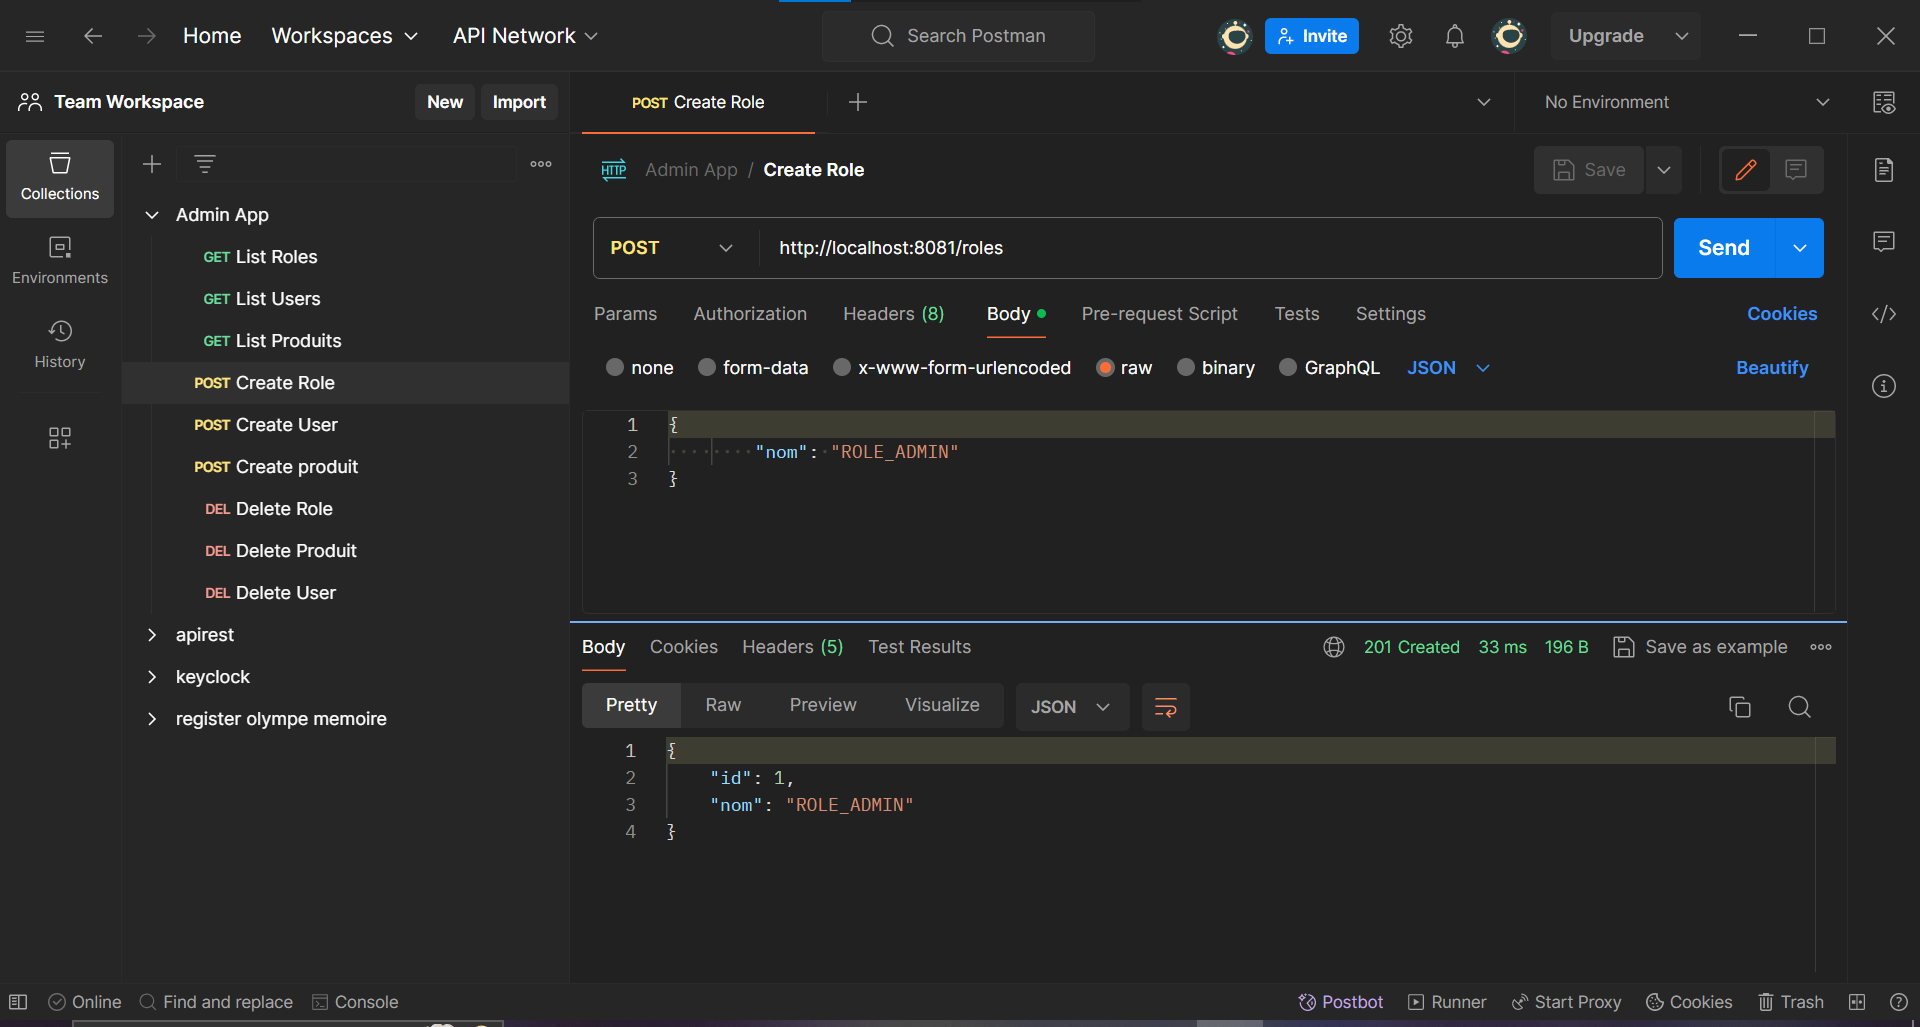 Home Workspaces API Network Search Postman Invite Upgrade
Team Workspace New Import
POST Create Role
No Environment
Collections
Environments
History
Admin App
GET List Roles
GET List Users
GET List Produits
POST Create Role
POST Create User
POST Create produit
DEL Delete Role
DEL Delete Produit
DEL Delete User
apirest
keyclock
register olympe memoire
HTTP Admin App / Create Role
Save
POST http://localhost:8081/roles Send
Params Authorization Headers (8) Body Pre-request Script Tests Settings Cookies
none form-data x-www-form-urlencoded raw binary GraphQL JSON Beautify
1 {
2 "nom": "ROLE_ADMIN"
3 }
Body Cookies Headers (5) Test Results 201 Created 33 ms 196 B Save as example
Pretty Raw Preview Visualize JSON
1 {
2 "id": 1,
3 "nom": "ROLE_ADMIN"
4 }
Online Find and replace Console Postbot Runner Start Proxy Cookies Trash